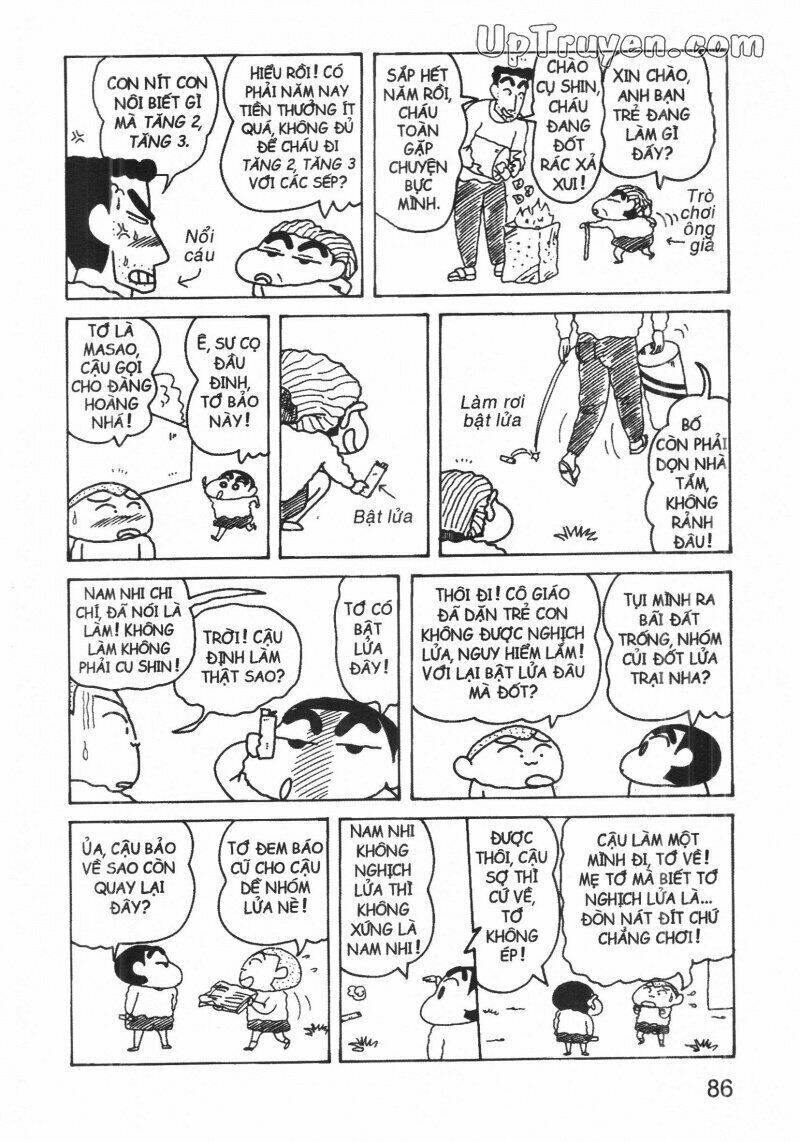 UpTruyen.com
XIN CHÀO,
ANH BẠN
TRẺ ĐANG
LÀM GÌ
ĐẤY?
CHÀO
CỤ SHIN,
CHÁU
ĐANG
ĐỐT
RÁC XẢ
XUI!
SẮP HẾT
NĂM RỒI,
CHÁU
TOÀN
GẶP
CHUYỆN
BỰC
MÌNH.
Trò
chơi
ông
già
HIỂU RỒI! CÓ
PHẢI NĂM NAY
TIỀN THƯỞNG ÍT
QUÁ, KHÔNG ĐỦ
ĐỂ CHÁU ĐI
TĂNG 2, TĂNG 3
VỚI CÁC SẾP?
CON NÍT CON
NÔI BIẾT GÌ
MÀ TĂNG 2,
TĂNG 3.
Nổi
cáu
Làm rơi
bật lửa
BỐ
CÒN PHẢI
DỌN NHÀ
TẮM,
KHÔNG
RẢNH
ĐÂU!
Bật lửa
Ê, SƯ CỌ
ĐẦU
ĐINH,
TỚ BẢO
NÀY!
TỚ LÀ
MASAO,
CẬU GỌI
CHO ĐÀNG
HOÀNG
NHÁ!
TỤI MÌNH RA
BÃI ĐẤT
TRỐNG, NHÓM
CỦI ĐỐT LỬA
TRẠI NHA?
THÔI ĐI! CÔ GIÁO
ĐÃ DẶN TRẺ CON
KHÔNG ĐƯỢC NGHỊCH
LỬA, NGUY HIỂM LẮM!
VỚI LẠI BẬT LỬA ĐÂU
MÀ ĐỐT?
TỚ CÓ
BẬT
LỬA
ĐÂY!
TRỜI! CẬU
ĐỊNH LÀM
THẬT SAO?
NAM NHI CHI
CHÍ, ĐÃ NÓI LÀ
LÀM! KHÔNG
LÀM KHÔNG
PHẢI CU SHIN!
CẬU LÀM MỘT
MÌNH ĐI, TỚ VỀ!
MẸ TỚ MÀ BIẾT TỚ
NGHỊCH LỬA LÀ...
ĐÒN NÁT ĐÍT CHỨ
CHẲNG CHƠI!
ĐƯỢC
THÔI, CẬU
SỢ THÌ
CỨ VỀ,
TỚ
KHÔNG
ÉP!
NAM NHI
KHÔNG
NGHỊCH
LỬA THÌ
KHÔNG
XỨNG LÀ
NAM NHI!
TỚ ĐEM BÁO
CŨ CHO CẬU
DỄ NHÓM
LỬA NÈ!
ỦA, CẬU BẢO
VỀ SAO CÒN
QUAY LẠI
ĐÂY?
86